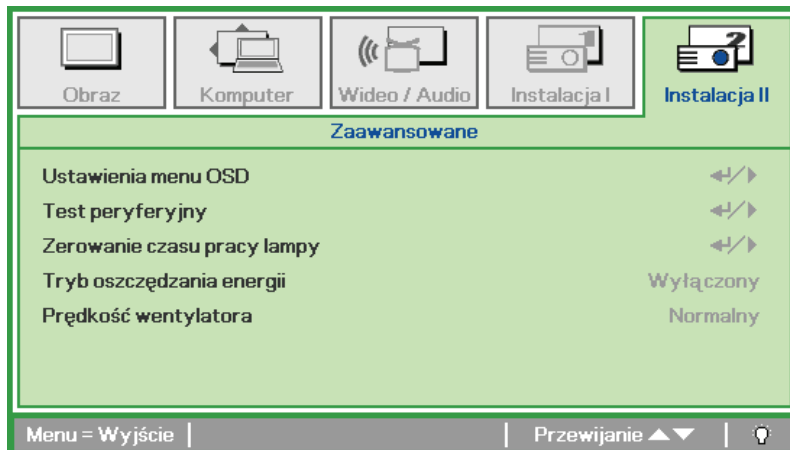 Obraz
Komputer
Wideo / Audio
Instalacja I
Instalacja II
Zaawansowane
Ustawienia menu OSD
Test peryferyjny
Zerowanie czasu pracy lampy
Tryb oszczędzania energii Wyłączony
Prędkość wentylatora Normalny
Menu = Wyjście | | Przewijanie ▲▼ |